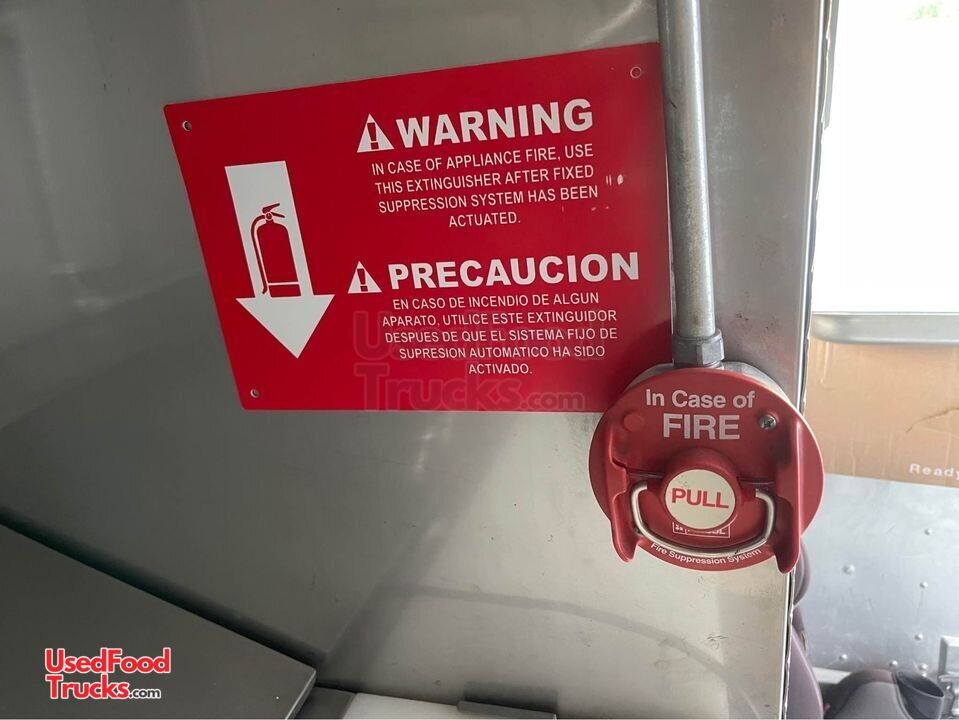 WARNING
IN CASE OF APPLIANCE FIRE, USE
THIS EXTINGUISHER AFTER FIXED
SUPPRESSION SYSTEM HAS BEEN
ACTUATED.
PRECAUCION
EN CASO DE INCENDIO DE ALGUN
APARATO, UTILICE ESTE EXTINGUIDOR
DESPUES DE QUE EL SISTEMA FIJO DE
SUPRESION AUTOMATICO HA SIDO
ACTIVADO.
In Case of
FIRE
PULL
Fire Suppression System
Ready
UsedFood
Trucks.com
UsedFood
Trucks.com